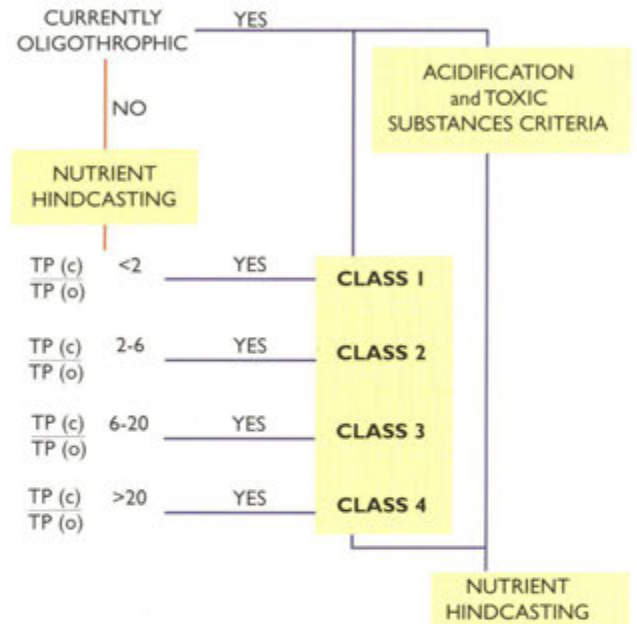 CURRENTLY
OLIGOTHROPHIC
YES
ACIDIFICATION
and TOXIC
SUBSTANCES CRITERIA
NO
NUTRIENT
HINDCASTING
TP (c) <2 YES CLASS 1
TP (o)
TP (c) 2-6 YES CLASS 2
TP (o)
TP (c) 6-20 YES CLASS 3
TP (o)
TP (c) >20 YES CLASS 4
TP (o)
NUTRIENT
HINDCASTING